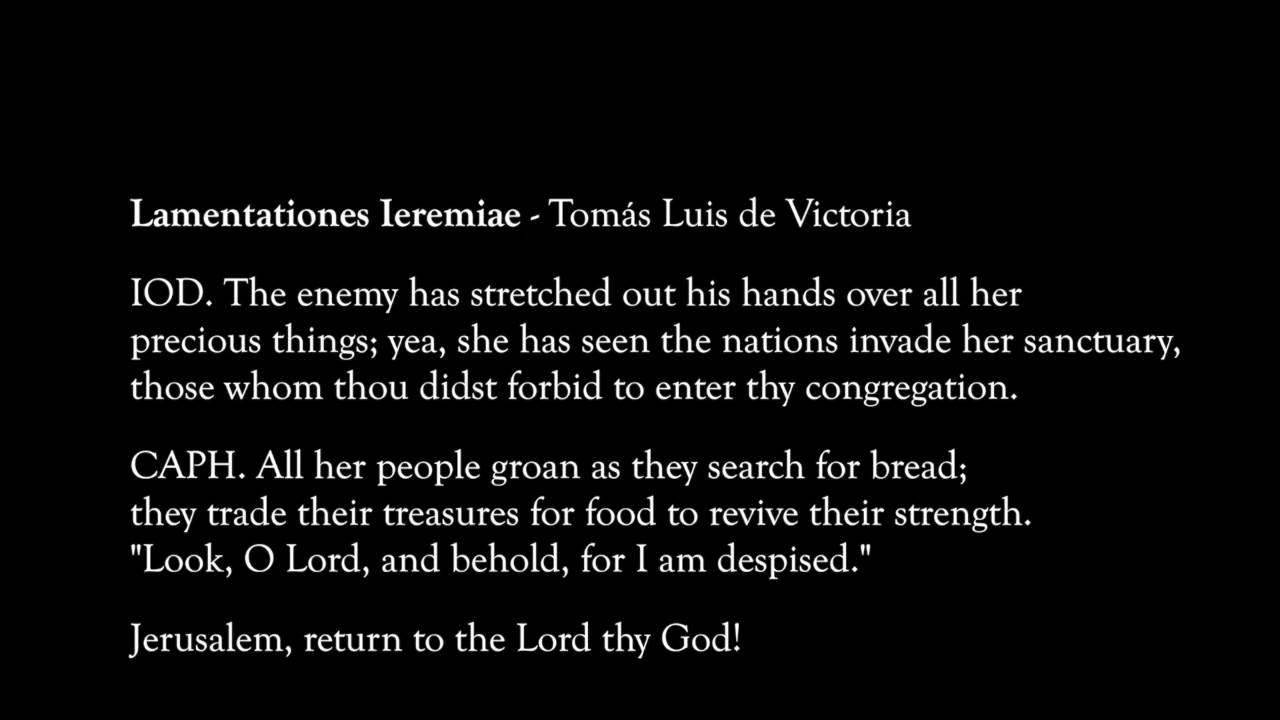 Lamentationes Ieremiae - Tomás Luis de Victoria
IOD. The enemy has stretched out his hands over all her
precious things; yea, she has seen the nations invade her sanctuary,
those whom thou didst forbid to enter thy congregation.
CAPH. All her people groan as they search for bread;
they trade their treasures for food to revive their strength.
"Look, O Lord, and behold, for I am despised."
Jerusalem, return to the Lord thy God!